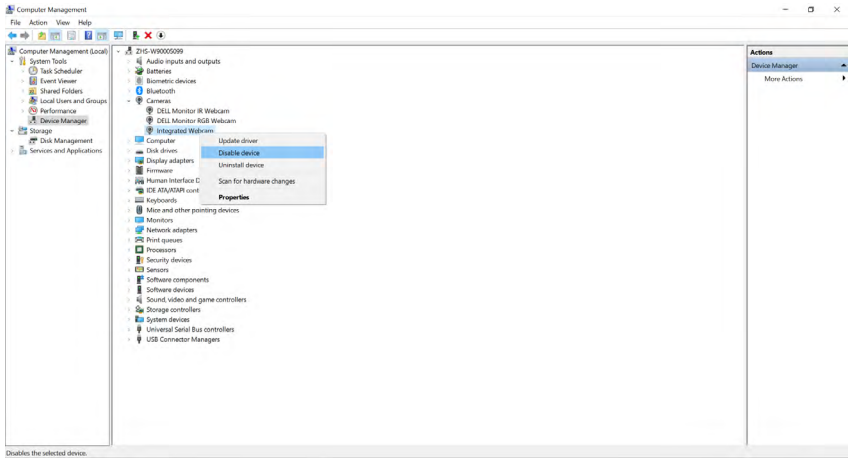 Computer Management
File Action View Help
Computer Management (Local)
System Tools
Task Scheduler
Event Viewer
Shared Folders
Local Users and Groups
Performance
Device Manager
Storage
Disk Management
Services and Applications
ZHS-W90005099
Audio inputs and outputs
Batteries
Biometric devices
Bluetooth
Cameras
DELL Monitor IR Webcam
DELL Monitor RGB Webcam
Integrated Webcam
Computer
Disk drives
Display adapters
Firmware
Human Interface D
IDE ATA/ATAPI cont
Keyboards
Mice and other pointing devices
Monitors
Network adapters
Print queues
Processors
Security devices
Sensors
Software components
Software devices
Sound, video and game controllers
Storage controllers
System devices
Universal Serial Bus controllers
USB Connector Managers
Update driver
Disable device
Uninstall device
Scan for hardware changes
Properties
Actions
Device Manager
More Actions
Disables the selected device.